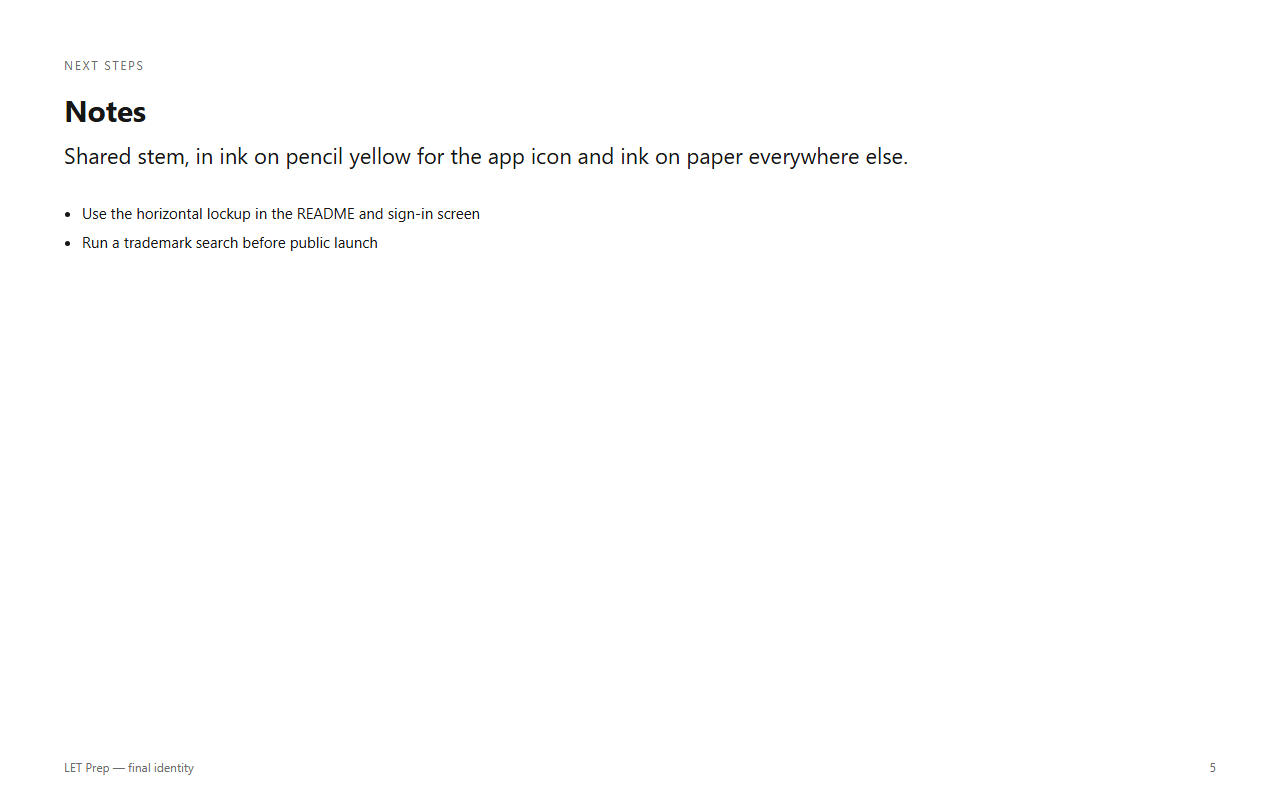 NEXT STEPS
Notes
Shared stem, in ink on pencil yellow for the app icon and ink on paper everywhere else.
• Use the horizontal lockup in the README and sign-in screen
• Run a trademark search before public launch
LET Prep — final identity
5